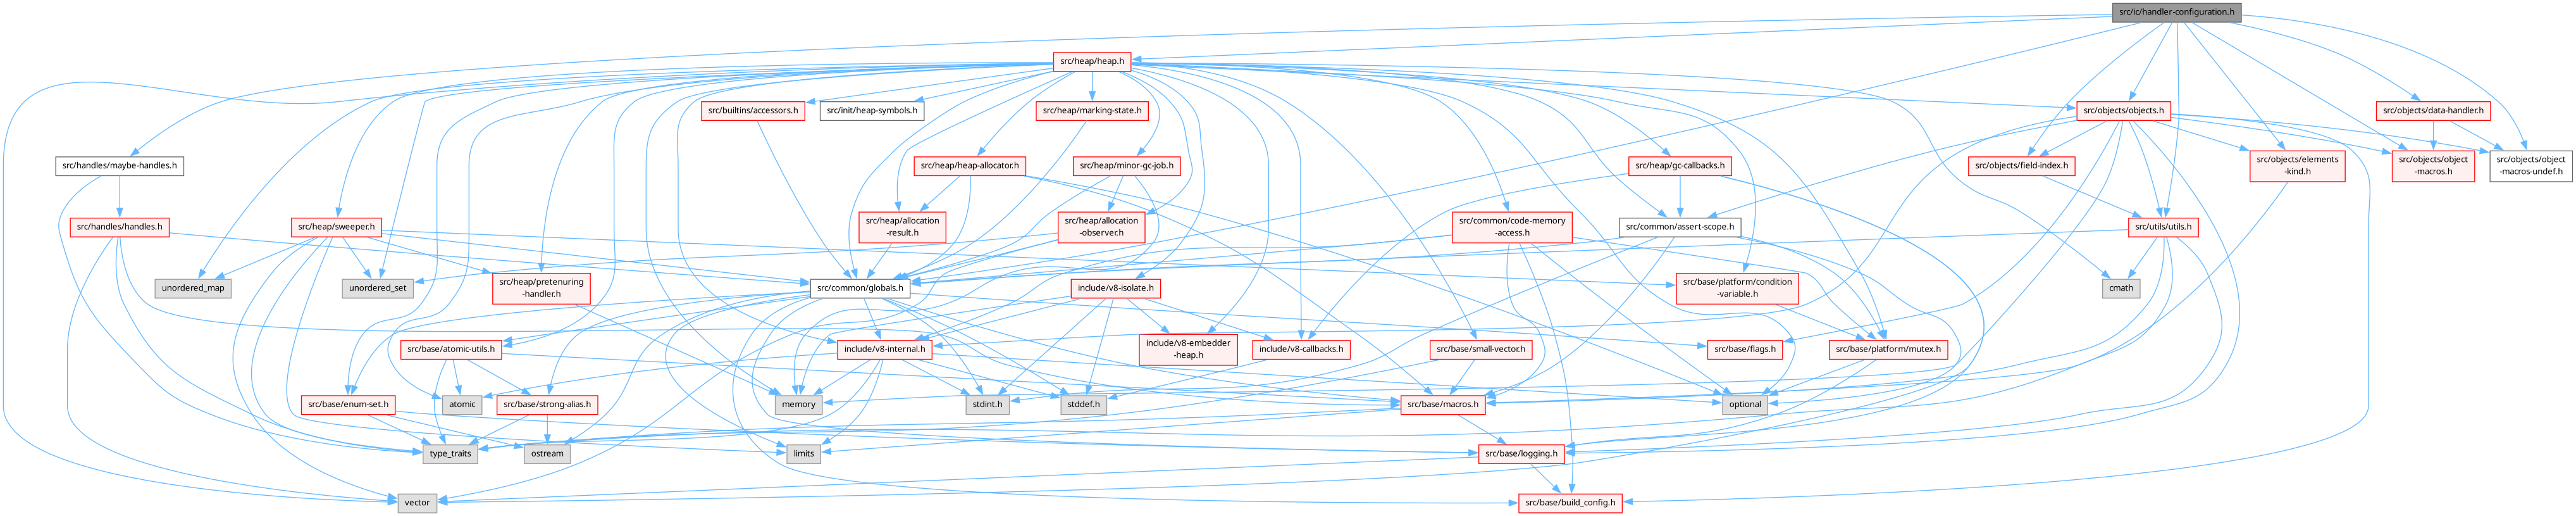 src/ic/handler-configuration.h
src/heap/heap.h
src/builtins/accessors.h
src/init/heap-symbols.h
src/heap/marking-state.h
src/objects/objects.h
src/objects/data-handler.h
src/handles/maybe-handles.h
src/heap/heap-allocator.h
src/heap/minor-gc-job.h
src/heap/gc-callbacks.h
src/objects/field-index.h
src/objects/elements
-kind.h
src/objects/object
-macros.h
src/objects/object
-macros-undef.h
src/handles/handles.h
src/heap/sweeper.h
src/heap/allocation
-result.h
src/heap/allocation
-observer.h
src/common/code-memory
-access.h
src/common/assert-scope.h
src/utils/utils.h
unordered_map
unordered_set
src/heap/pretenuring
-handler.h
src/common/globals.h
include/v8-isolate.h
src/base/platform/condition
-variable.h
cmath
src/base/atomic-utils.h
include/v8-internal.h
include/v8-embedder
-heap.h
include/v8-callbacks.h
src/base/small-vector.h
src/base/flags.h
src/base/platform/mutex.h
src/base/enum-set.h
atomic
src/base/strong-alias.h
memory
stdint.h
stddef.h
src/base/macros.h
optional
type_traits
ostream
limits
src/base/logging.h
vector
src/base/build_config.h